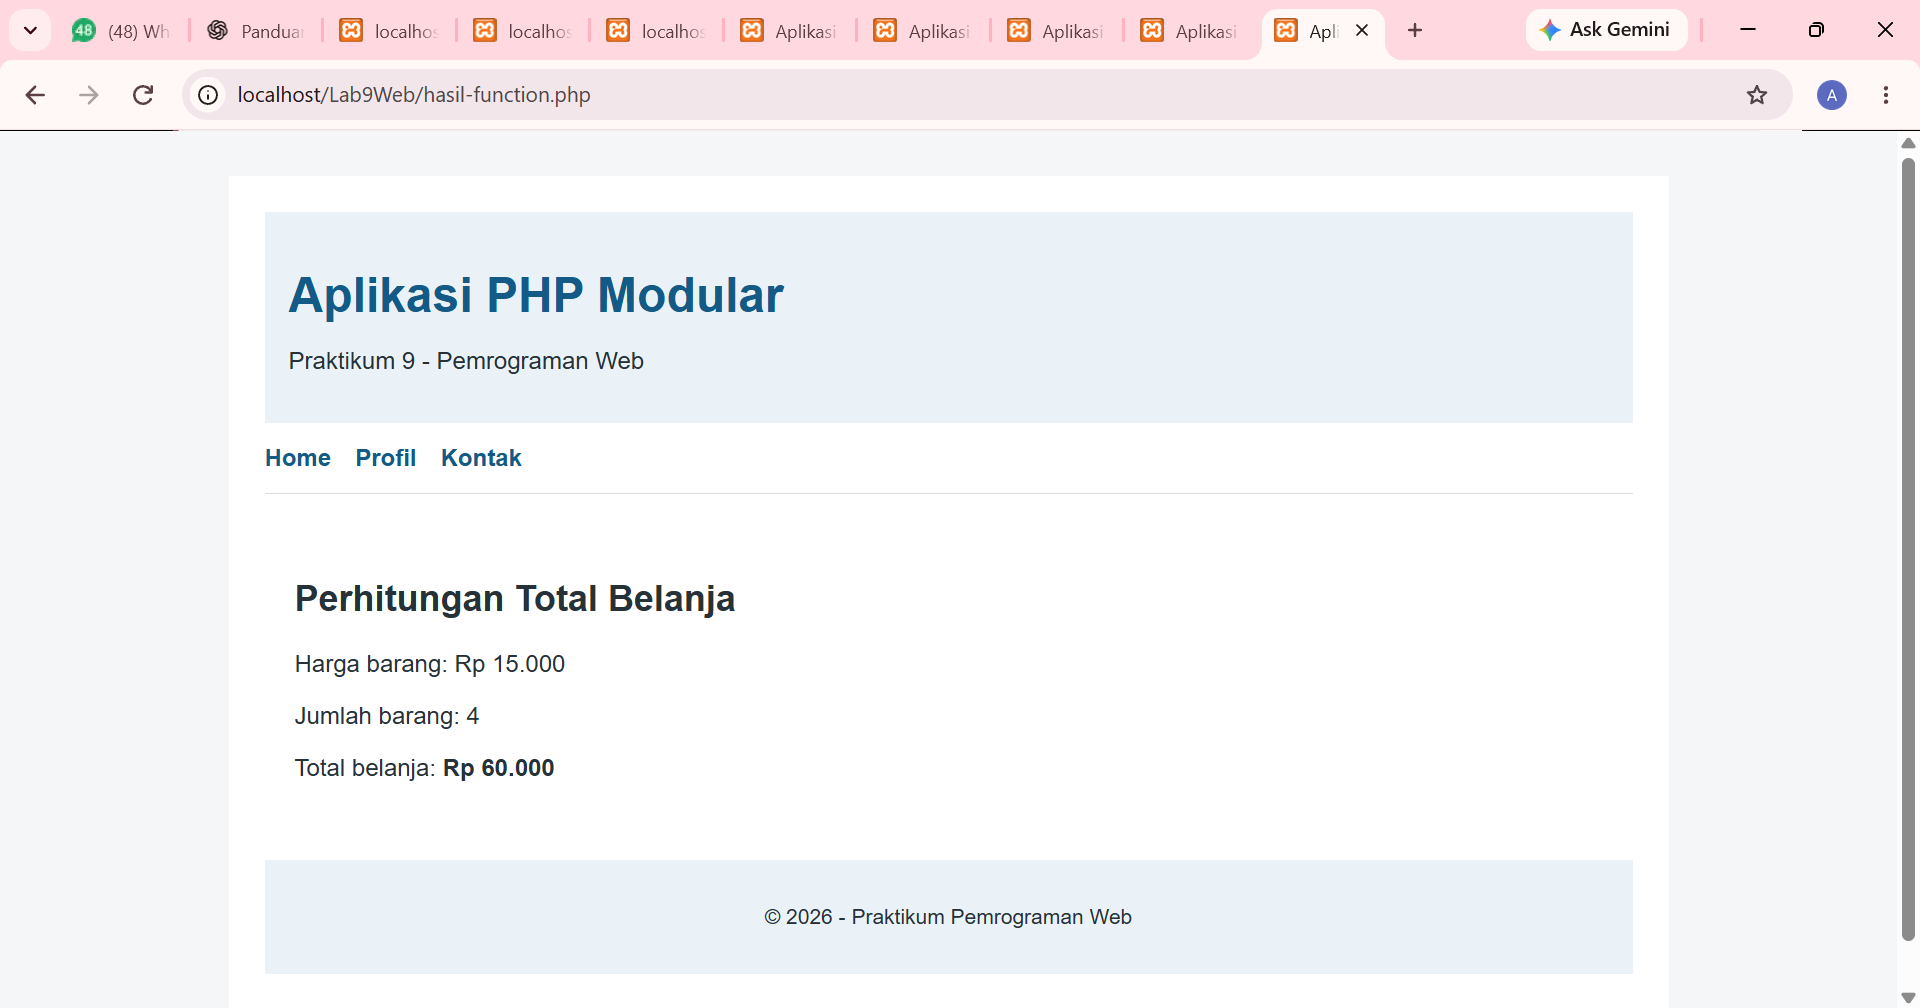 48 (48) Wh
Pandua
localhos
localhos
localhos
Aplikasi
Aplikasi
Aplikasi
Aplikasi
Apli
Ask Gemini
localhost/Lab9Web/hasil-function.php
A
Aplikasi PHP Modular
Praktikum 9 - Pemrograman Web
Home Profil Kontak
Perhitungan Total Belanja
Harga barang: Rp 15.000
Jumlah barang: 4
Total belanja: Rp 60.000
© 2026 - Praktikum Pemrograman Web